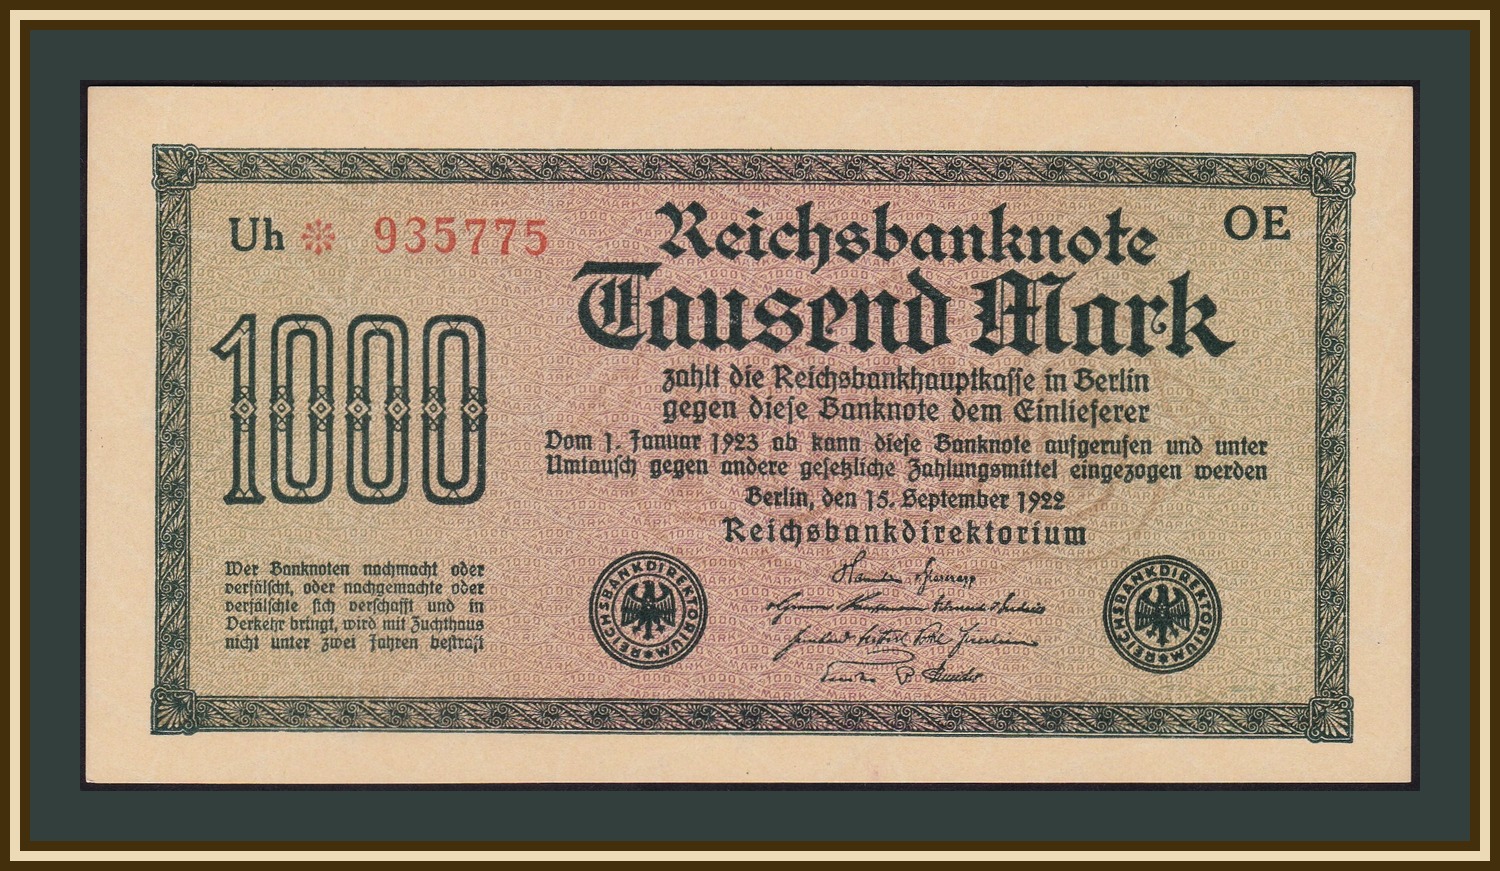 Uh * 935775
OE
Reichsbanknote
Tausend Mark
1000
zahlt die Reichsbankhauptkasse in Berlin
gegen diese Banknote dem Einlieferer
Vom 1. Januar 1923 ab kann diese Banknote aufgerufen und unter
Umtausch gegen andere gesetzliche Zahlungsmittel eingezogen werden
Berlin, den 15. September 1922
Reichsbankdirektorium
Wer Banknoten nachmacht oder
verfälscht, oder nachgemachte oder
verfälschte sich verschafft und in
Verkehr bringt, wird mit Zuchthaus
nicht unter zwei Jahren bestraft
REICHSBANKDIREKTORIUM
REICHSBANKDIREKTORIUM